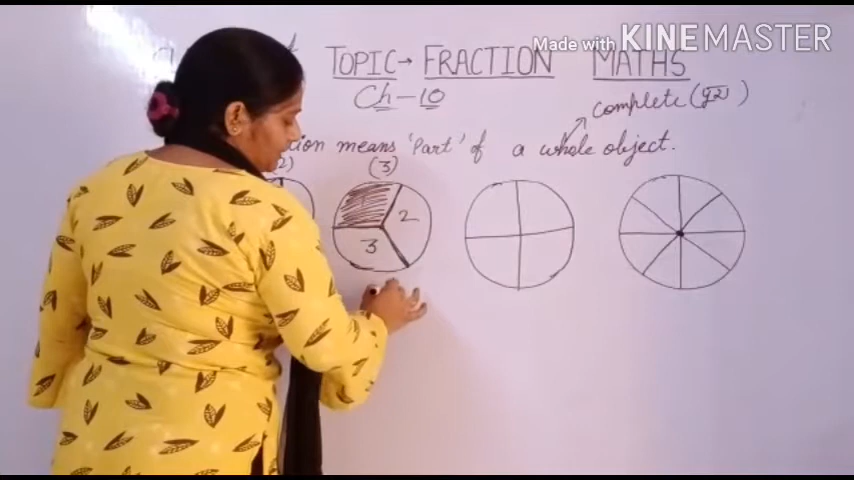 Made with KINEMASTER
TOPIC → FRACTION MATHS
Ch - 10
complete (पूरा)
means 'Part' of a whole object.
(3)
2
3